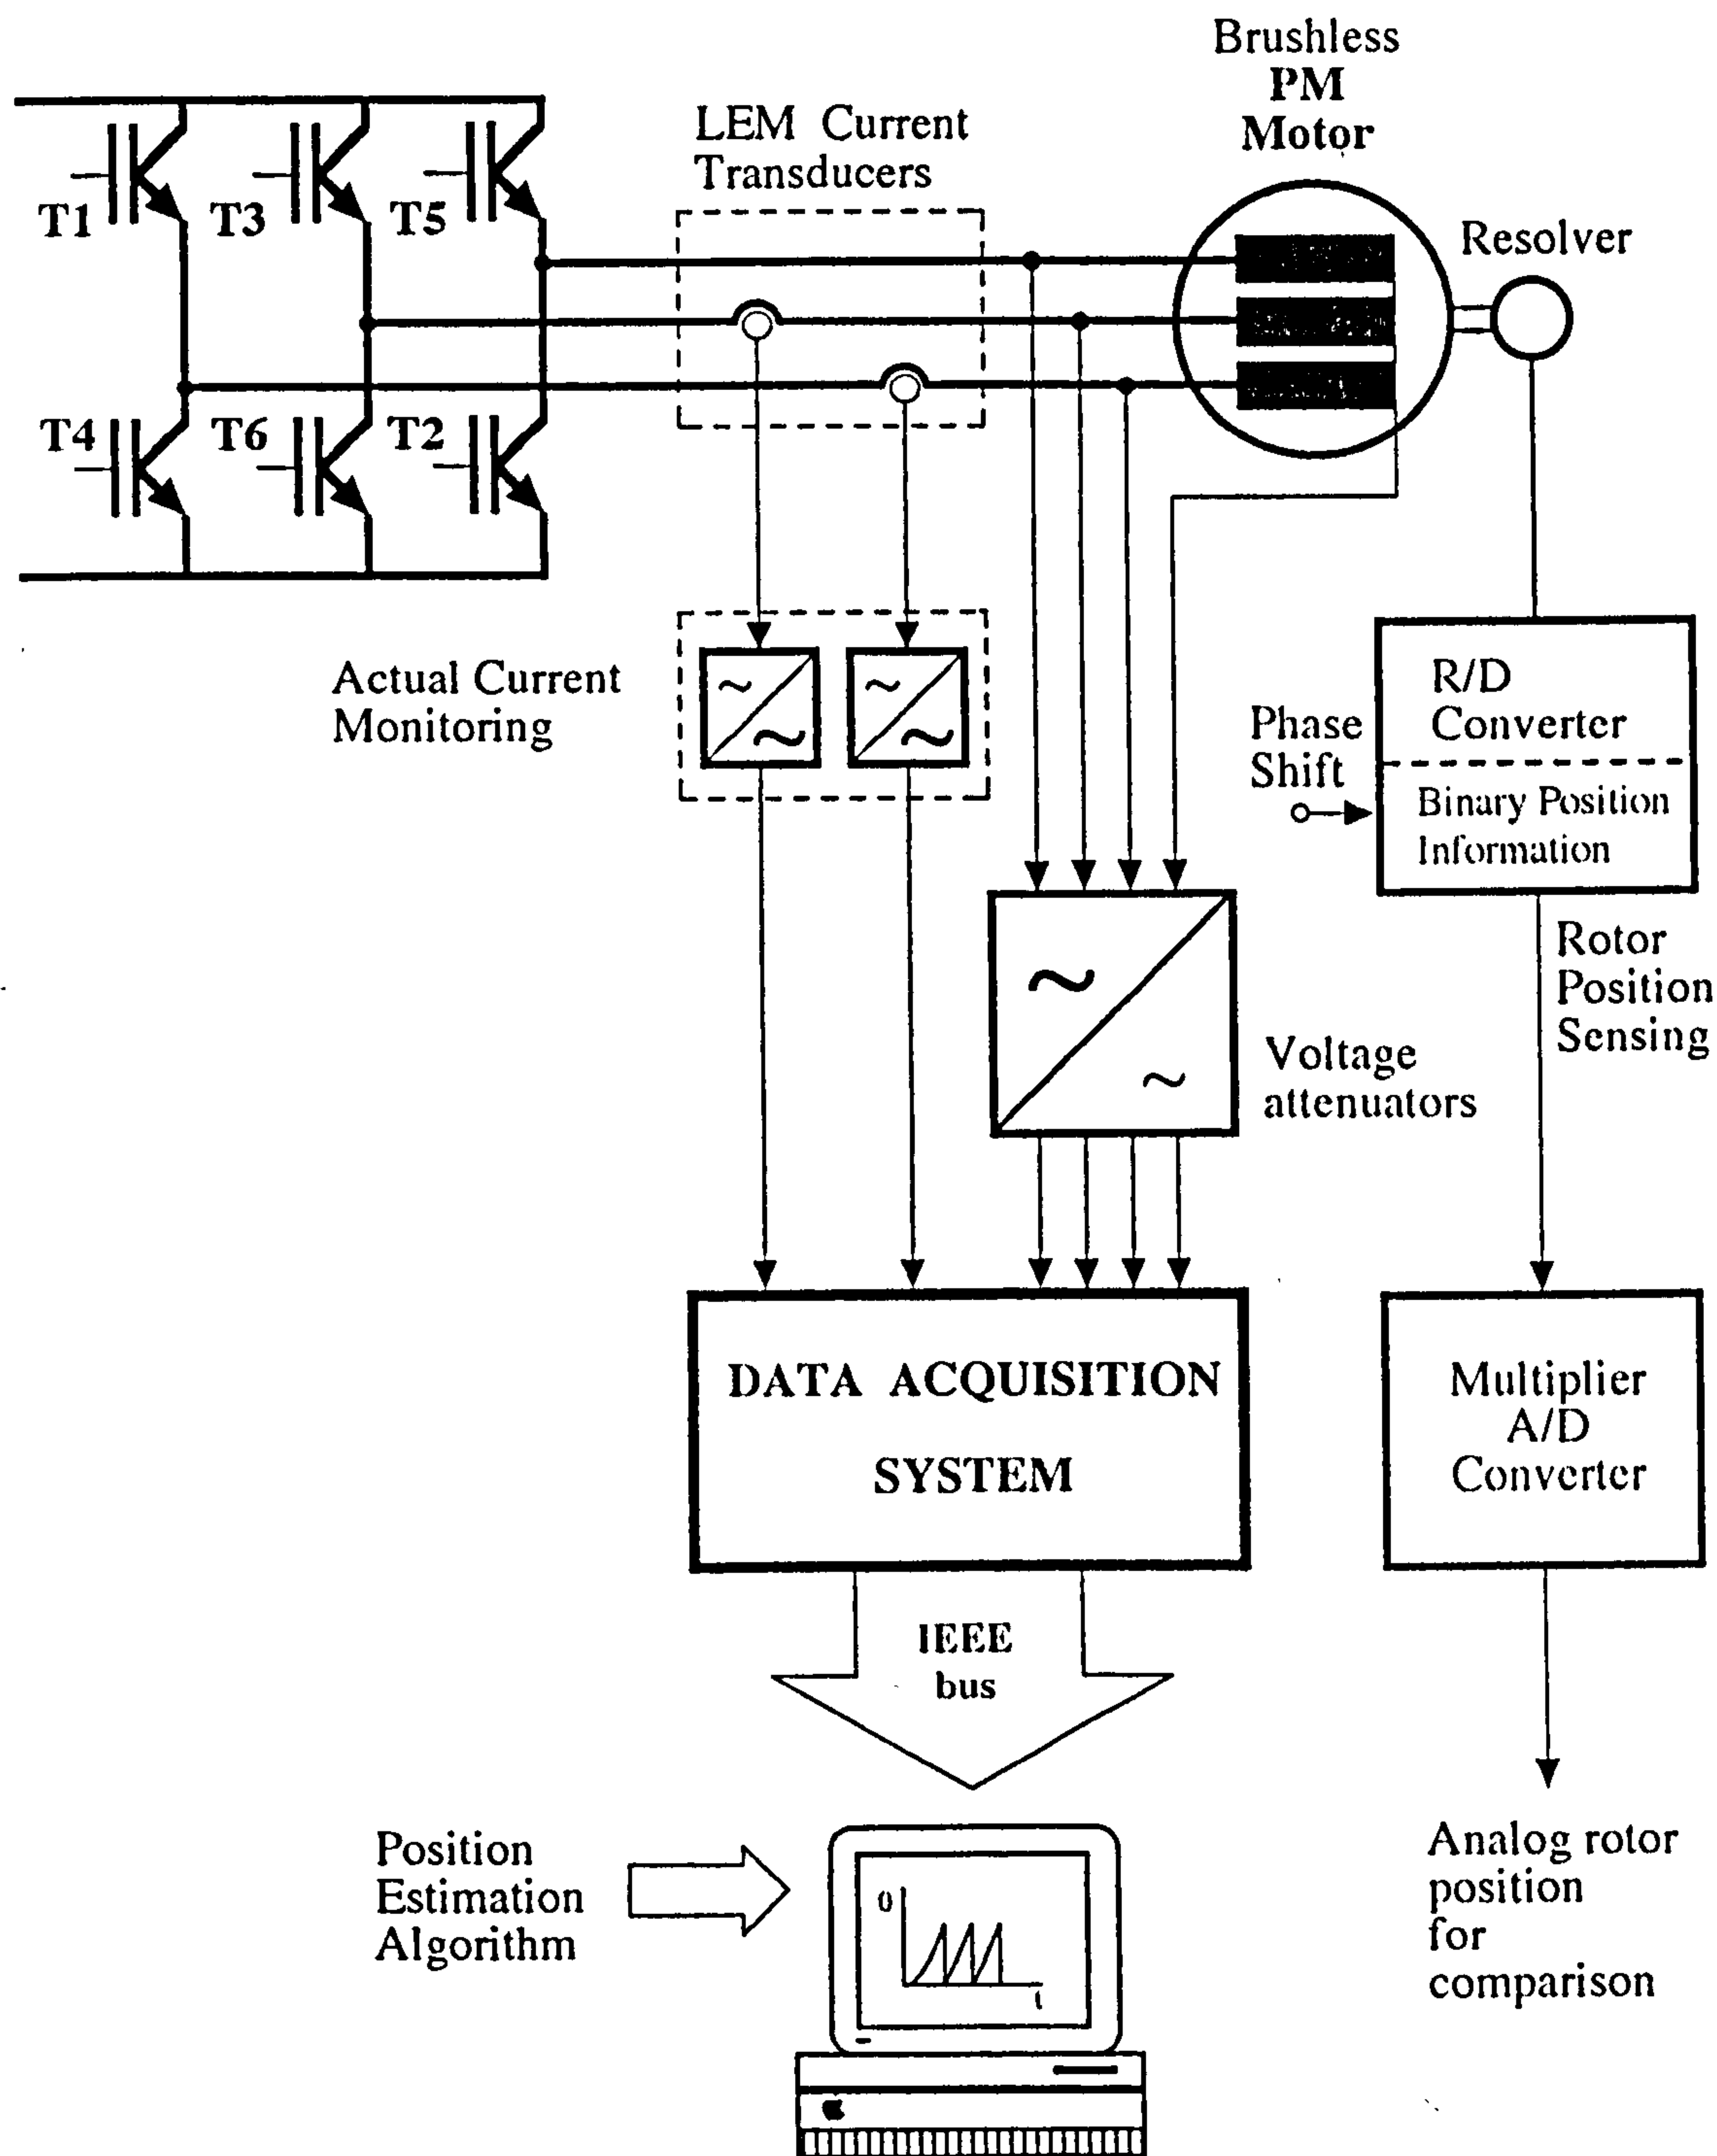 Brushless
PM
Motor
LEM Current
Transducers
T1
T3
T5
Resolver
T4
T6
T2
Actual Current
Monitoring
R/D
Converter
Phase
Shift
Binary Position
Information
Rotor
Position
Sensing
Voltage
attenuators
DATA ACQUISITION
SYSTEM
Multiplier
A/D
Converter
IEEE
bus
Position
Estimation
Algorithm
θ
t
Analog rotor
position
for
comparison